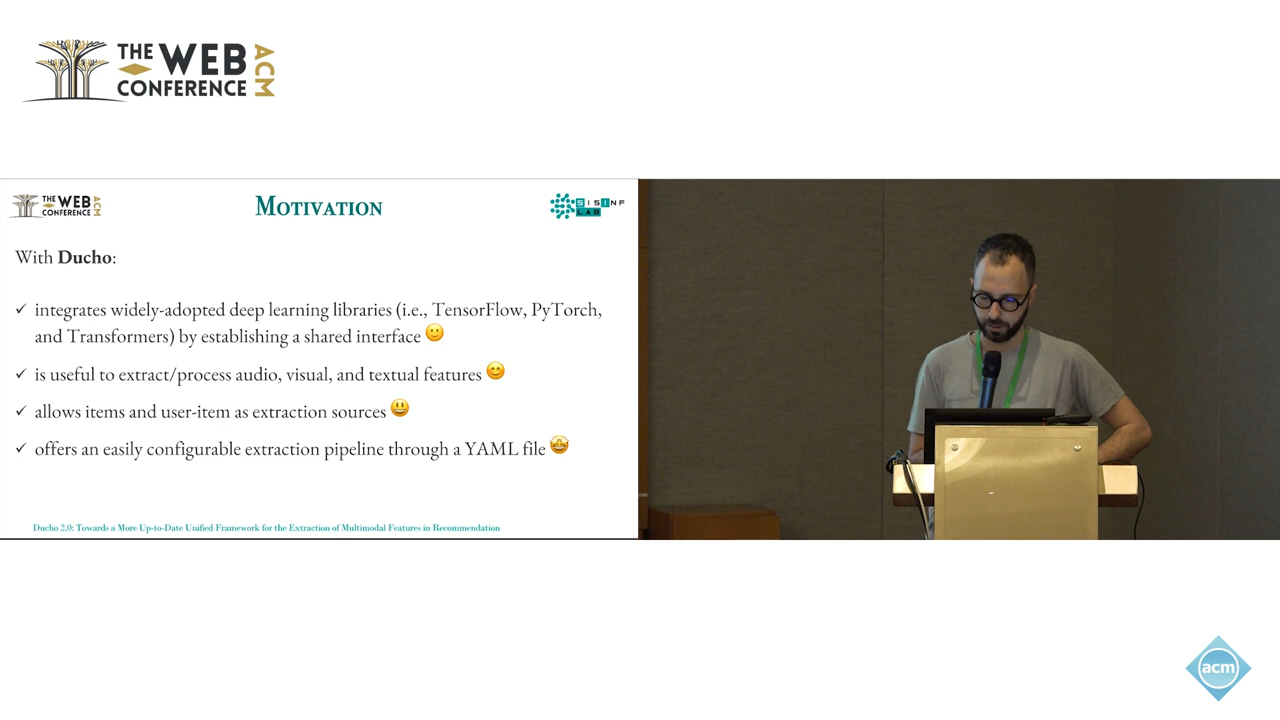 THE WEB CONFERENCE ACM
THE WEB CONFERENCE ACM
MOTIVATION
SISINF LAB
With Ducho:
✓ integrates widely-adopted deep learning libraries (i.e., TensorFlow, PyTorch,
and Transformers) by establishing a shared interface 🙂
✓ is useful to extract/process audio, visual, and textual features 😊
✓ allows items and user-item as extraction sources 😃
✓ offers an easily configurable extraction pipeline through a YAML file 🤩
Ducho 2.0: Towards a More Up-to-Date Unified Framework for the Extraction of Multimodal Features in Recommendation
acm